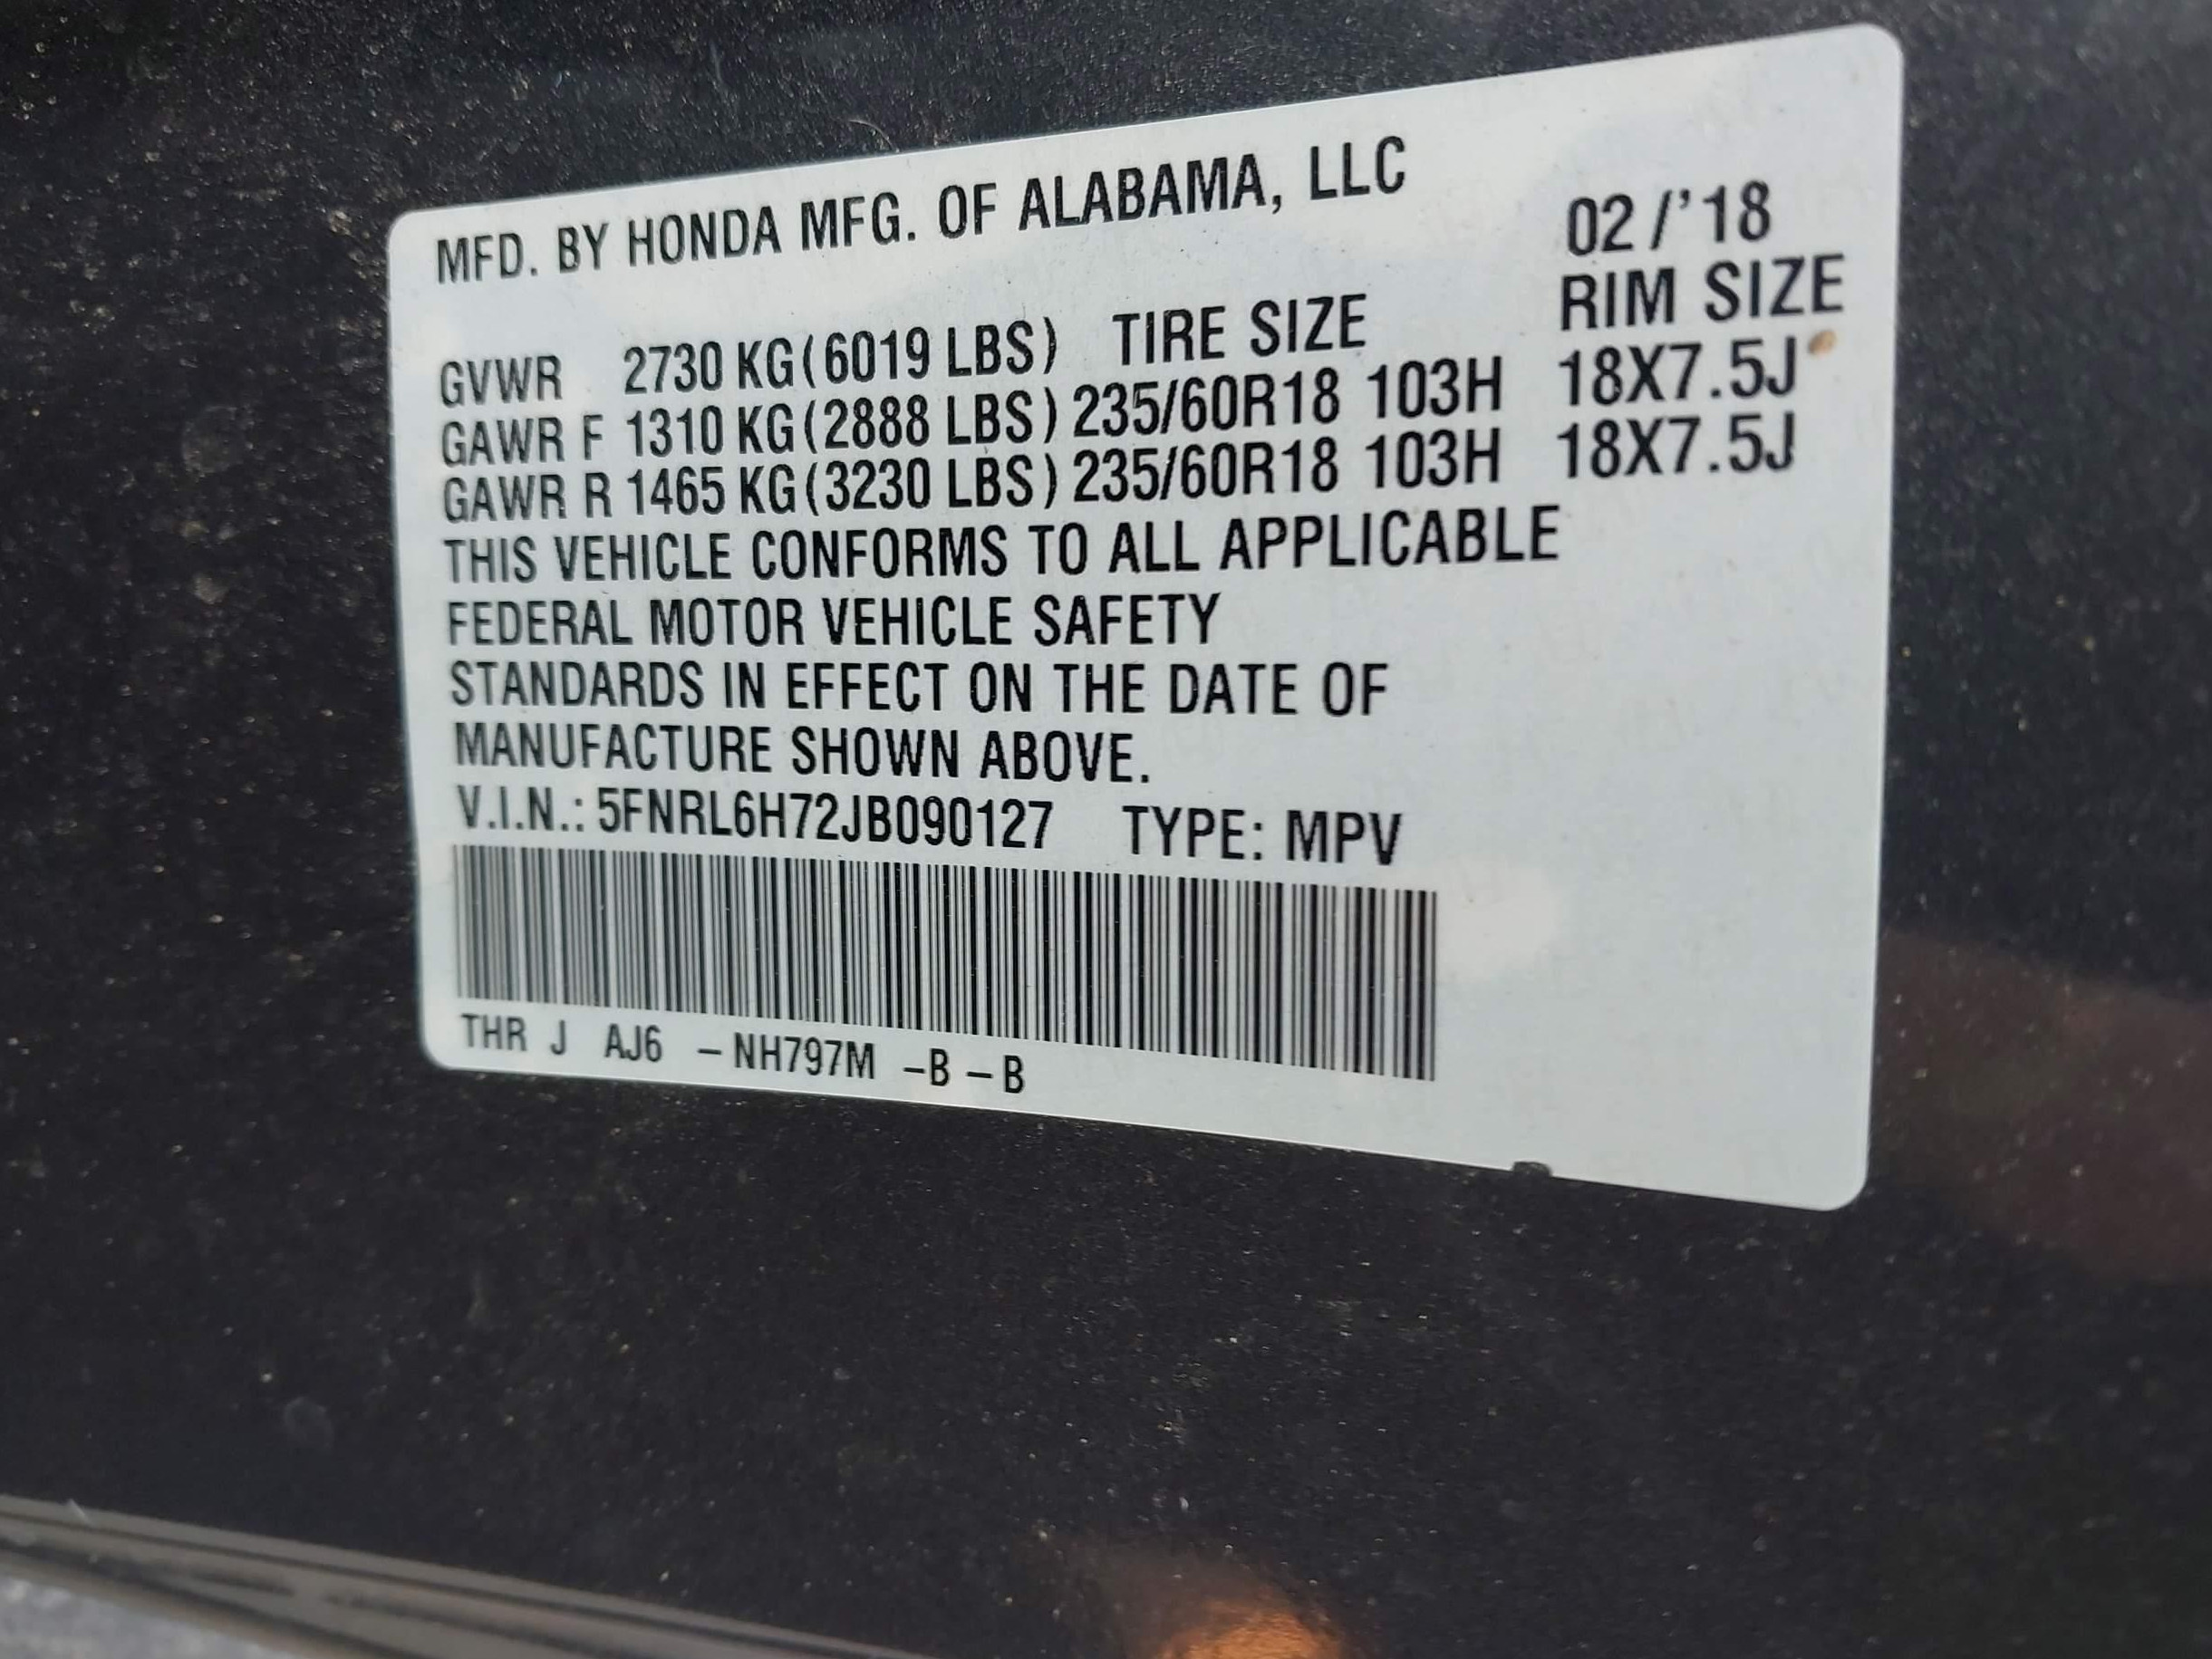 MFD. BY HONDA MFG. OF ALABAMA, LLC
02/'18
GVWR 2730 KG(6019 LBS) TIRE SIZE RIM SIZE
GAWR F 1310 KG(2888 LBS) 235/60R18 103H 18X7.5J
GAWR R 1465 KG(3230 LBS) 235/60R18 103H 18X7.5J
THIS VEHICLE CONFORMS TO ALL APPLICABLE
FEDERAL MOTOR VEHICLE SAFETY
STANDARDS IN EFFECT ON THE DATE OF
MANUFACTURE SHOWN ABOVE.
V.I.N.: 5FNRL6H72JB090127 TYPE: MPV
THR J AJ6 –NH797M –B –B